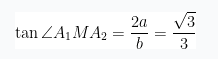 tan ∠A₁MA₂ = 2a/b = √3/3